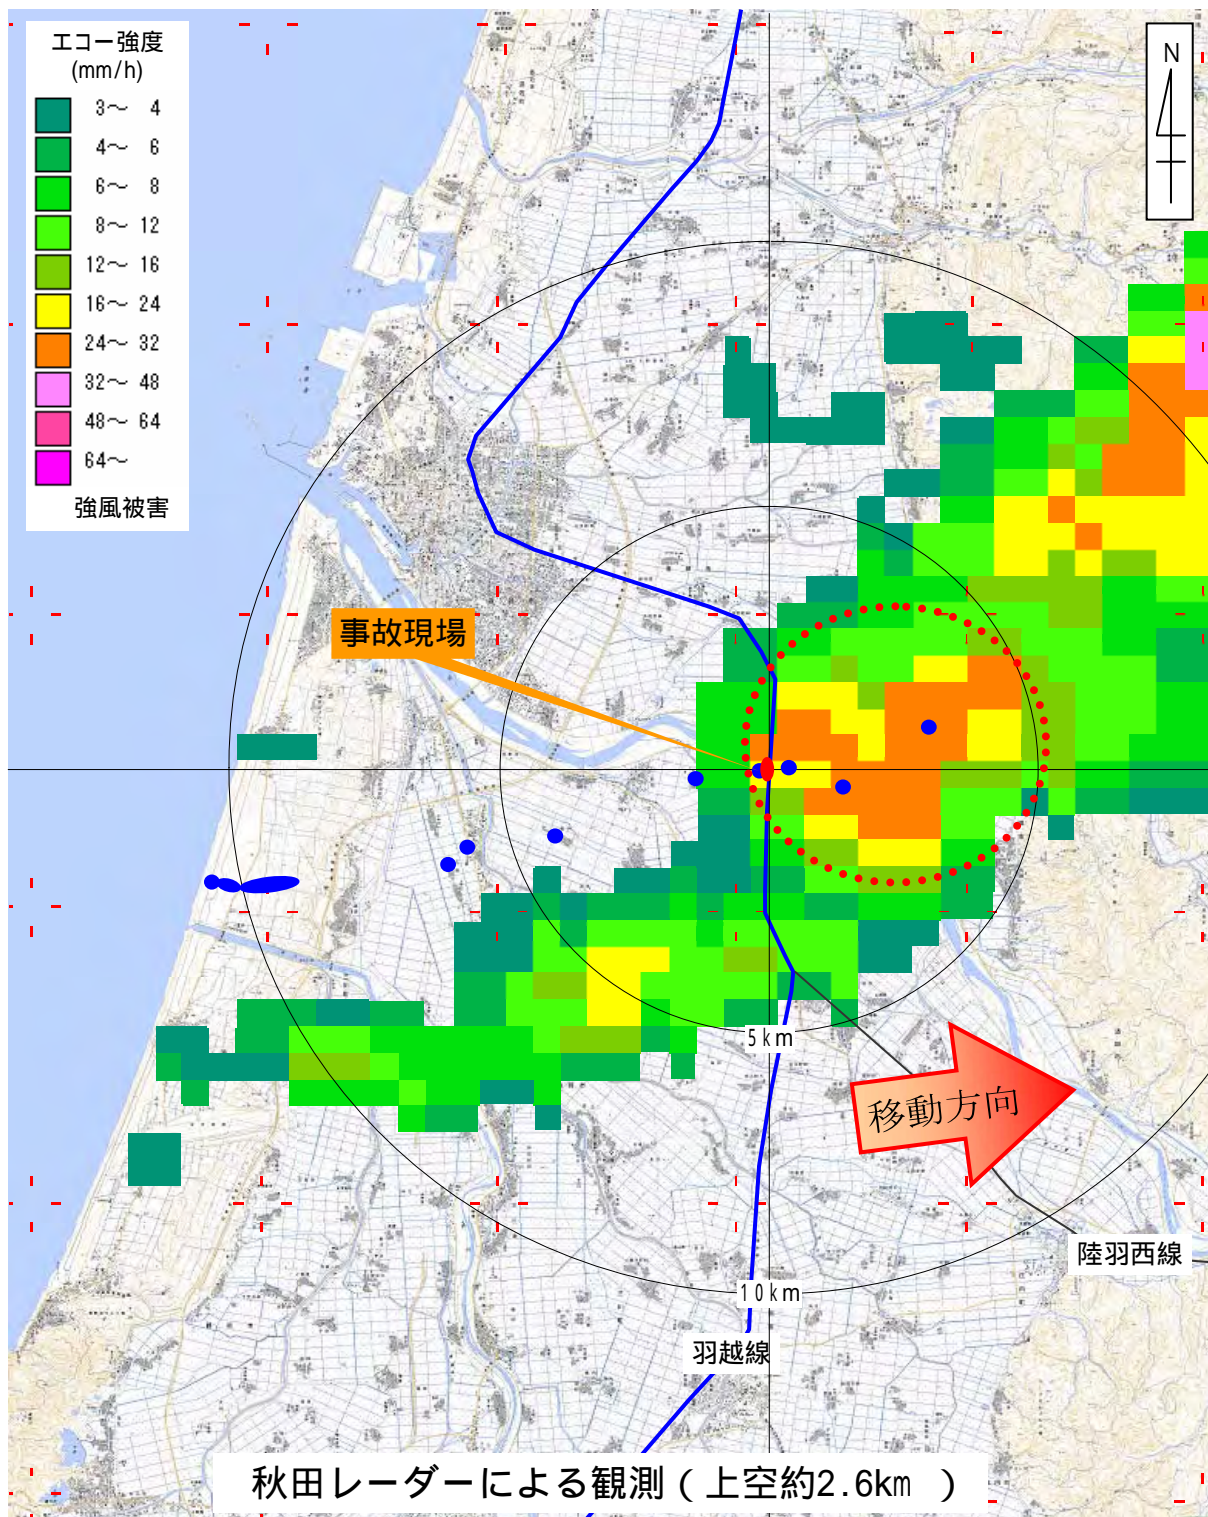 エコー強度
(mm/h)
3～ 4
4～ 6
6～ 8
8～ 12
12～ 16
16～ 24
24～ 32
32～ 48
48～ 64
64～
強風被害
N
事故現場
5km
移動方向
陸羽西線
10km
羽越線
秋田レーダーによる観測（上空約2.6km ）